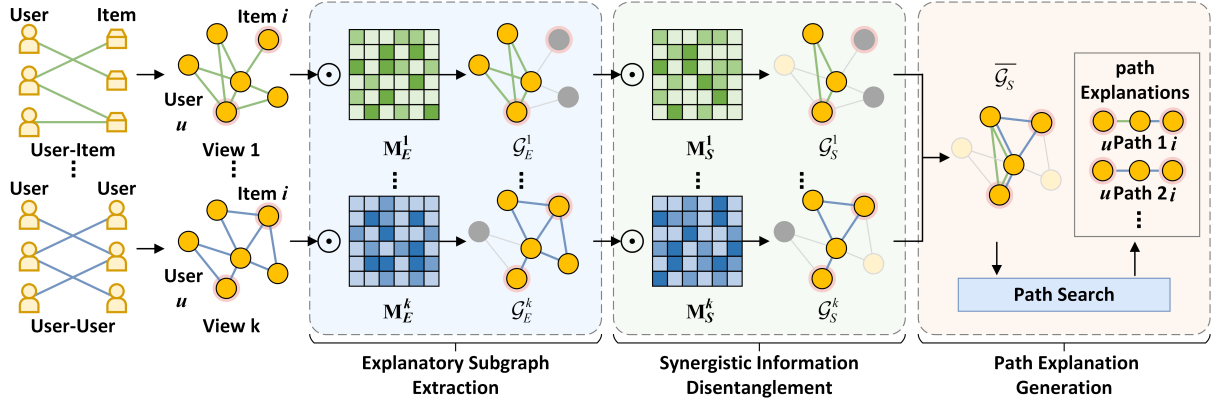 User
Item
User-Item
⋮
User
User
User-User
Item i
User
u
View 1
⋮
Item i
User
u
View k
⊙
⊙
M_E^1
⋮
M_E^k
G_E^1
⋮
G_E^k
Explanatory Subgraph
Extraction
⊙
⊙
M_S^1
⋮
M_S^k
G_S^1
⋮
G_S^k
Synergistic Information
Disentanglement
\overline{G_S}
path
Explanations
u Path 1 i
u Path 2 i
⋮
Path Search
Path Explanation
Generation